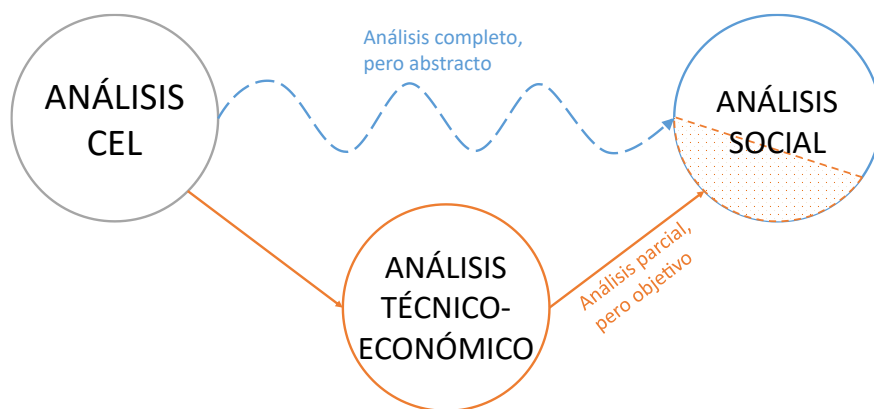 ANÁLISIS
CEL
Análisis completo,
pero abstracto
ANÁLISIS
SOCIAL
ANÁLISIS
TÉCNICO-
ECONÓMICO
Análisis parcial,
pero objetivo